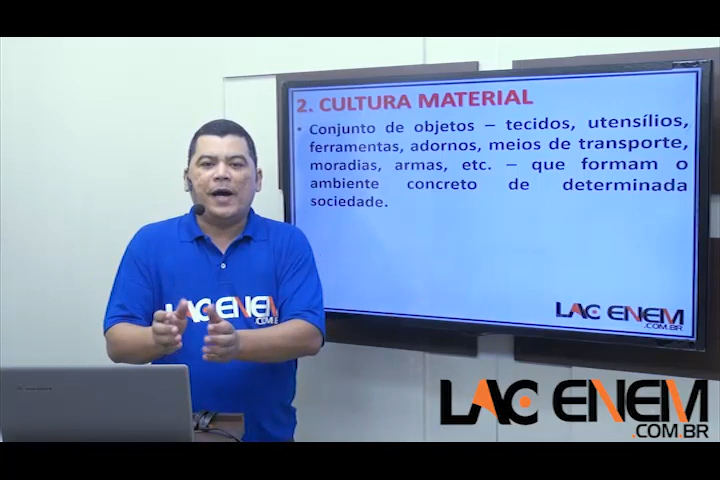 2. CULTURA MATERIAL
• Conjunto de objetos – tecidos, utensílios,
ferramentas, adornos, meios de transporte,
moradias, armas, etc. – que formam o
ambiente concreto de determinada
sociedade.
LAC ENEM
.COM.BR
LAC ENEM
.COM.B
LAC ENEM
.COM.BR